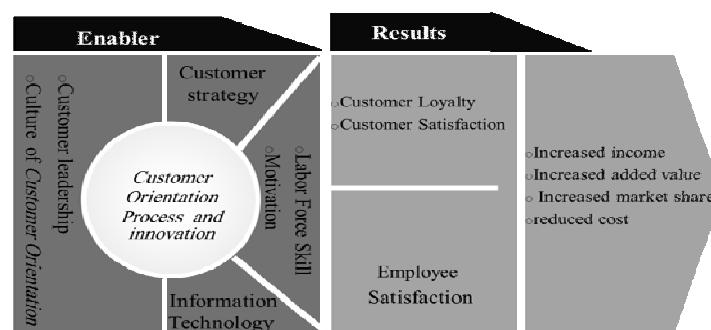 Enabler
Results
○Customer leadership
○Culture of Customer Orientation
Customer
strategy
Customer
Orientation
Process and
innovation
○Labor Force Skill
○Motivation
Information
Technology
○Customer Loyalty
○Customer Satisfaction
Employee
Satisfaction
○Increased income
○Increased added value
○ Increased market share
○reduced cost